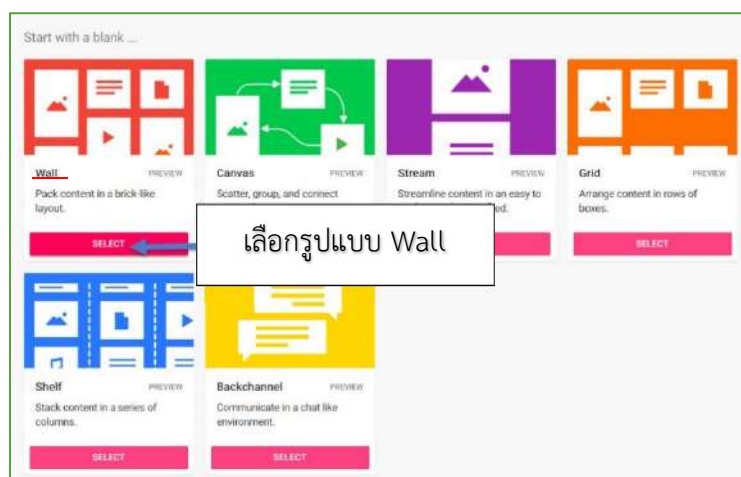 Start with a blank ...
Wall PREVIEW
Pack content in a brick-like
layout.
SELECT
Canvas PREVIEW
Scatter, group, and connect
Stream PREVIEW
Streamline content in an easy to
ed.
Grid PREVIEW
Arrange content in rows of
boxes.
SELECT
เลือกรูปแบบ Wall
Shelf PREVIEW
Stack content in a series of
columns.
SELECT
Backchannel PREVIEW
Communicate in a chat like
environment.
SELECT